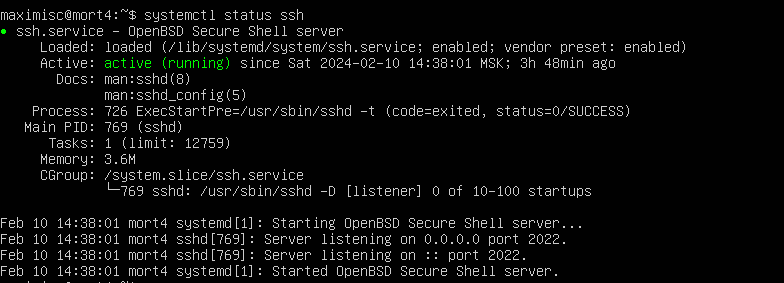 maximisc@mort4:~$ systemctl status ssh
● ssh.service - OpenBSD Secure Shell server
Loaded: loaded (/lib/systemd/system/ssh.service; enabled; vendor preset: enabled)
Active: active (running) since Sat 2024-02-10 14:38:01 MSK; 3h 48min ago
Docs: man:sshd(8)
man:sshd_config(5)
Process: 726 ExecStartPre=/usr/sbin/sshd -t (code=exited, status=0/SUCCESS)
Main PID: 769 (sshd)
Tasks: 1 (limit: 12759)
Memory: 3.6M
CGroup: /system.slice/ssh.service
└─769 sshd: /usr/sbin/sshd -D [listener] 0 of 10-100 startups
Feb 10 14:38:01 mort4 systemd[1]: Starting OpenBSD Secure Shell server...
Feb 10 14:38:01 mort4 sshd[769]: Server listening on 0.0.0.0 port 2022.
Feb 10 14:38:01 mort4 sshd[769]: Server listening on :: port 2022.
Feb 10 14:38:01 mort4 systemd[1]: Started OpenBSD Secure Shell server.